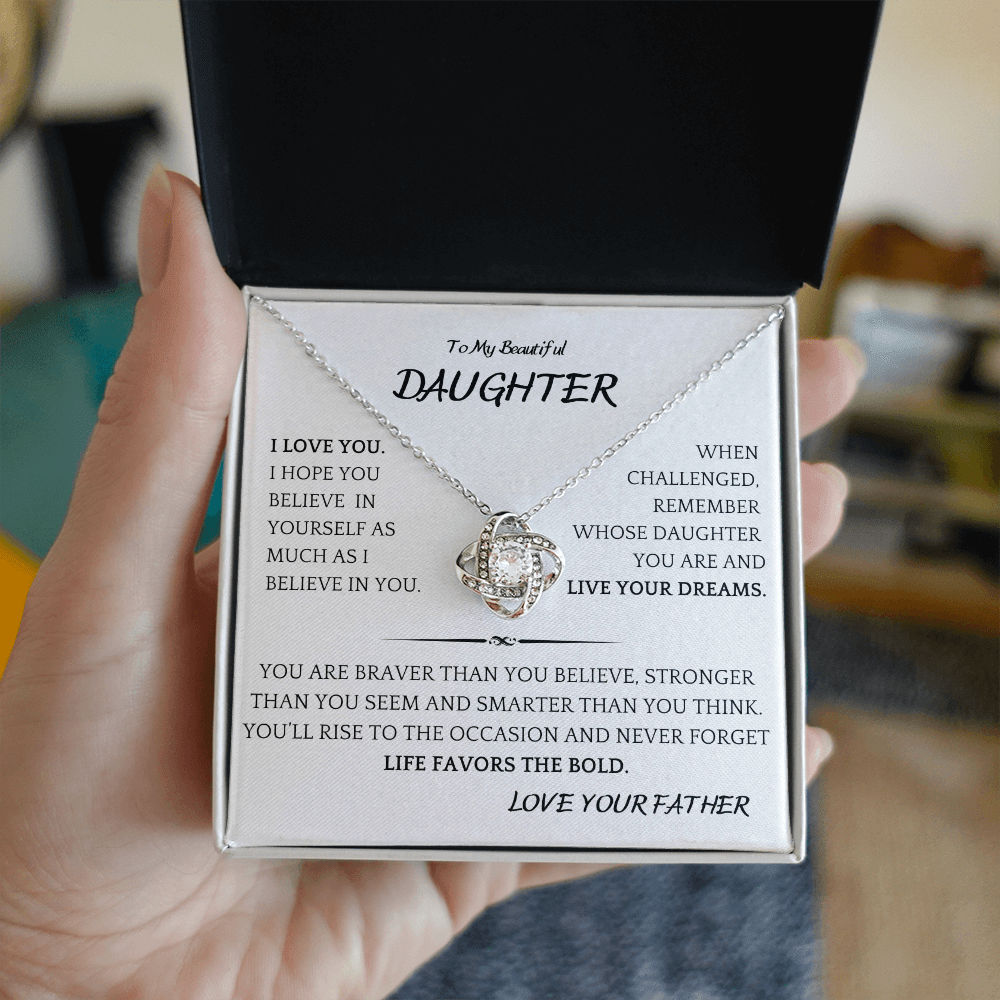 To My Beautiful
DAUGHTER
I LOVE YOU.
I HOPE YOU
BELIEVE IN
YOURSELF AS
MUCH AS I
BELIEVE IN YOU.
WHEN
CHALLENGED,
REMEMBER
WHOSE DAUGHTER
YOU ARE AND
LIVE YOUR DREAMS.
YOU ARE BRAVER THAN YOU BELIEVE, STRONGER
THAN YOU SEEM AND SMARTER THAN YOU THINK.
YOU'LL RISE TO THE OCCASION AND NEVER FORGET
LIFE FAVORS THE BOLD.
LOVE YOUR FATHER